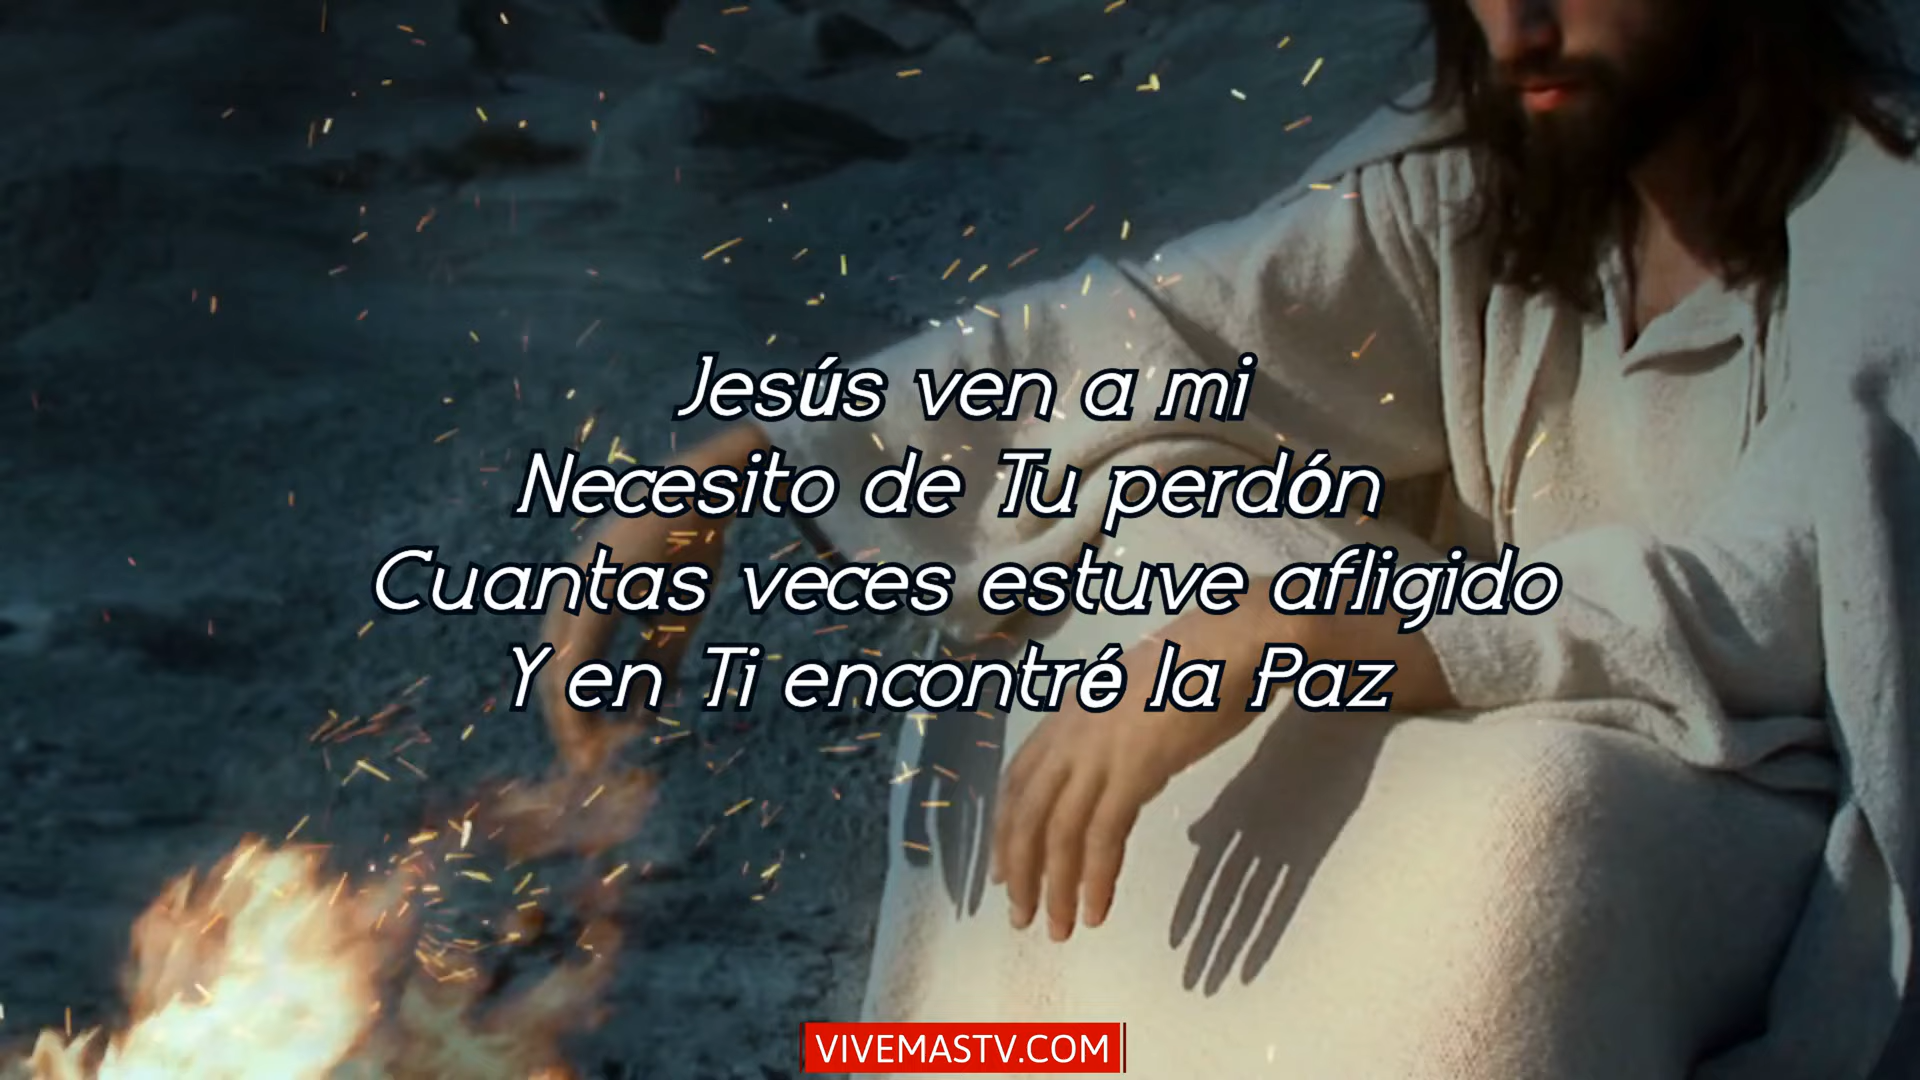 Jesús ven a mi
Necesito de Tu perdón
Cuantas veces estuve afligido
Y en Ti encontré la Paz
VIVEMASTV.COM